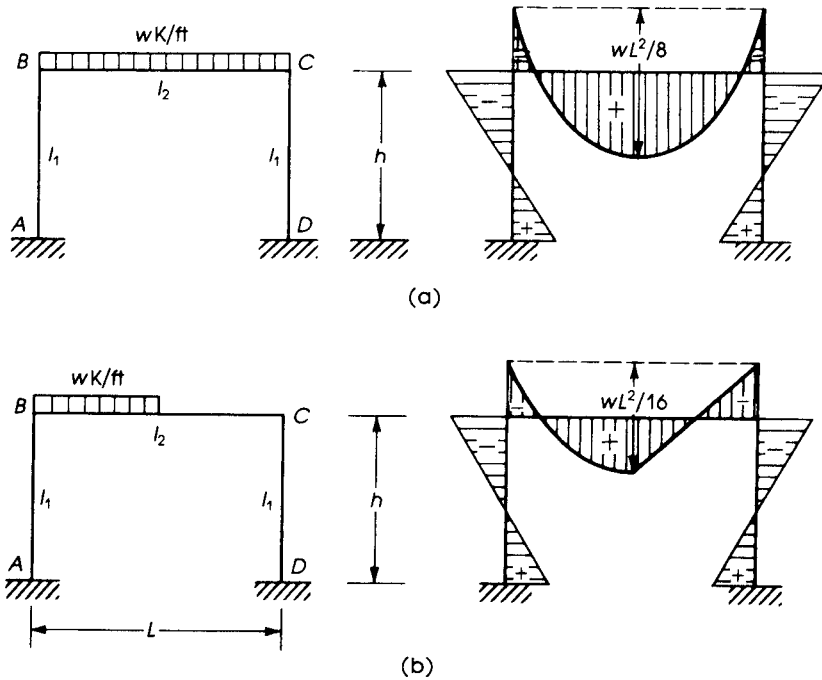 wK/ft
B
C
I₂
I₁
I₁
h
A
D
wL²/8
−
−
+
−
−
+
+
(a)
wK/ft
B
C
I₂
I₁
I₁
h
A
D
L
wL²/16
−
−
+
−
−
+
+
(b)